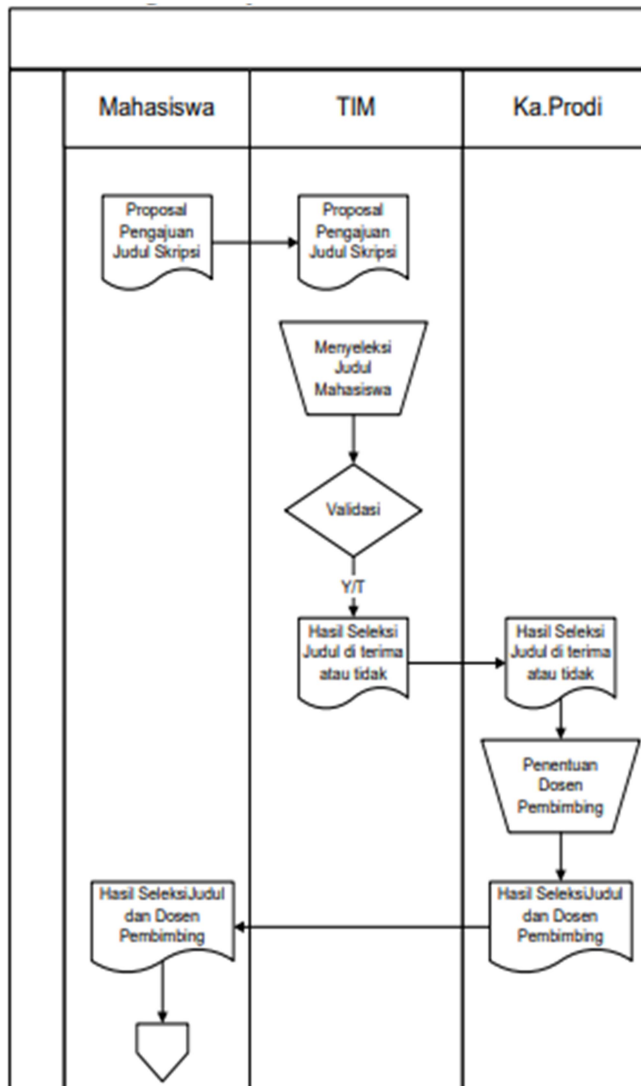 Mahasiswa
TIM
Ka.Prodi
Proposal
Pengajuan
Judul Skripsi
Proposal
Pengajuan
Judul Skripsi
Menyeleksi
Judul
Mahasiswa
Validasi
Y/T
Hasil Seleksi
Judul di terima
atau tidak
Hasil Seleksi
Judul di terima
atau tidak
Penentuan
Dosen
Pembimbing
Hasil SeleksiJudul
dan Dosen
Pembimbing
Hasil SeleksiJudul
dan Dosen
Pembimbing